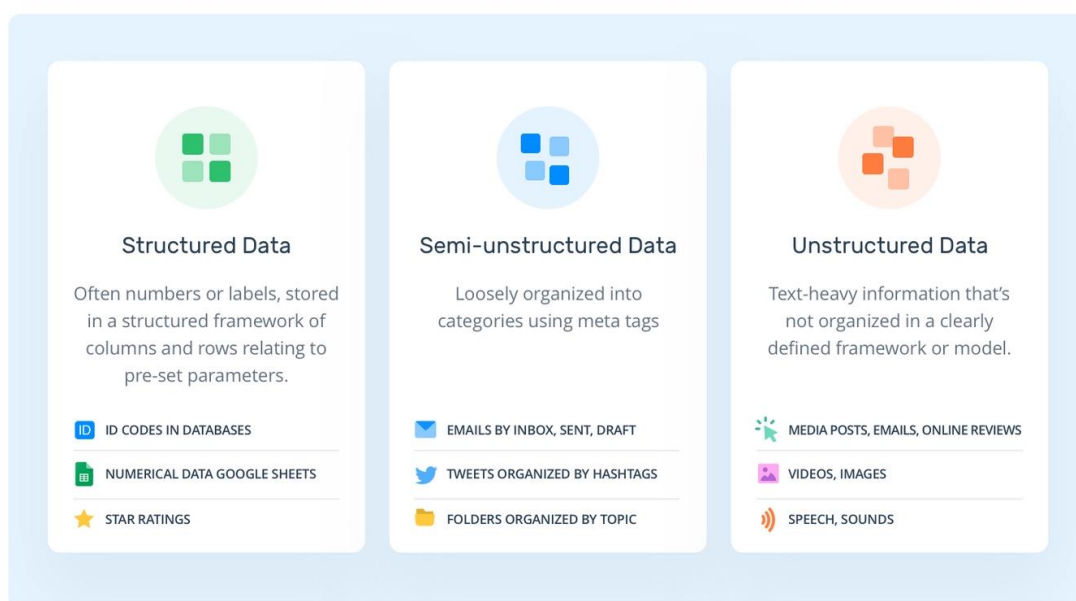 Structured Data
Often numbers or labels, stored
in a structured framework of
columns and rows relating to
pre-set parameters.
ID
ID CODES IN DATABASES
NUMERICAL DATA GOOGLE SHEETS
STAR RATINGS
Semi-unstructured Data
Loosely organized into
categories using meta tags
EMAILS BY INBOX, SENT, DRAFT
TWEETS ORGANIZED BY HASHTAGS
FOLDERS ORGANIZED BY TOPIC
Unstructured Data
Text-heavy information that's
not organized in a clearly
defined framework or model.
MEDIA POSTS, EMAILS, ONLINE REVIEWS
VIDEOS, IMAGES
SPEECH, SOUNDS